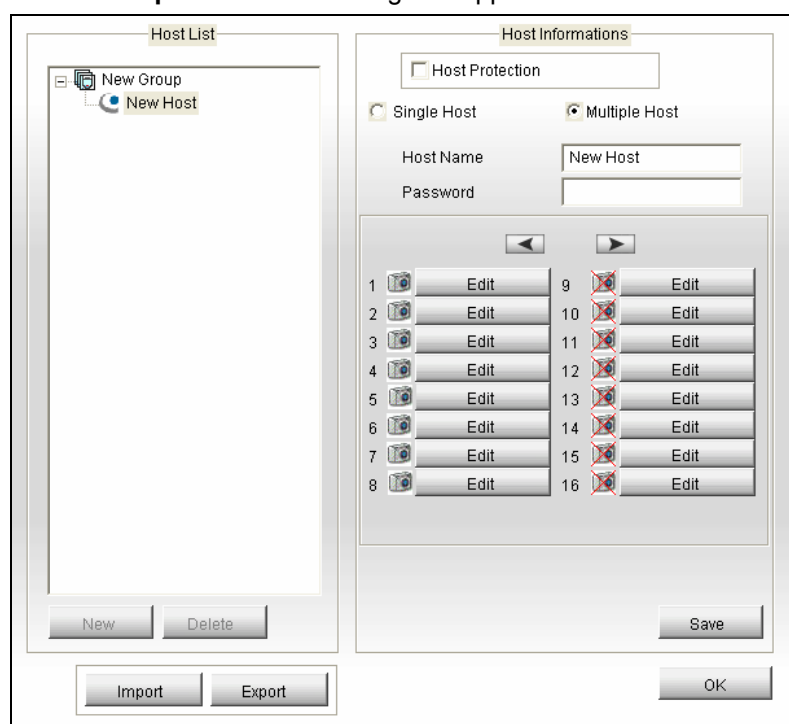 Host List
New Group
New Host
New
Delete
Import
Export
Host Informations
Host Protection
Single Host
Multiple Host
Host Name
New Host
Password
1 Edit 9 Edit
2 Edit 10 Edit
3 Edit 11 Edit
4 Edit 12 Edit
5 Edit 13 Edit
6 Edit 14 Edit
7 Edit 15 Edit
8 Edit 16 Edit
Save
OK